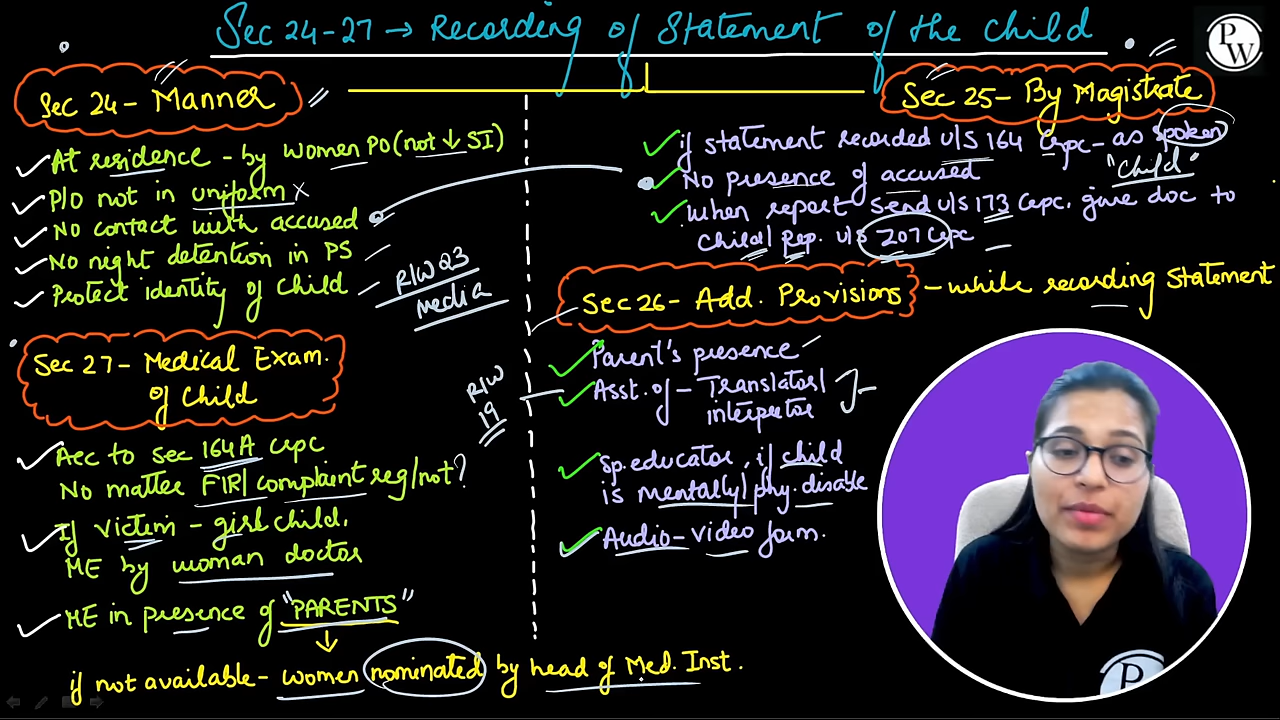 Sec 24-27 → Recording of Statement of the Child
PW
Sec 24 - Manner
At residence - by women PO (not ↓ SI)
P/O not in uniform x
No contact with accused
No night detention in PS
Protect identity of Child
R/W 23
media
Sec 27 - Medical Exam.
of Child
Acc to sec 164A Crpc
No matter FIR/complaint reg/not?
If victim - girl child.
ME by woman doctor
ME in presence of "PARENTS"
↓
if not available - women nominated by head of Med. Inst.
Sec 25 - By Magistrate
if statement recorded u/s 164 Crpc - as spoken
"Child"
No presence of accused
When report send u/s 173 Crpc. give doc to
Child/Rep. u/s 207 Crpc
Sec 26 - Add. Provisions - while recording Statement
Parent's presence
R/W
19
Asst. of - Translator/
interpretor
Sp. educator, if child
is mentally/phy. disable
Audio-video form.
P